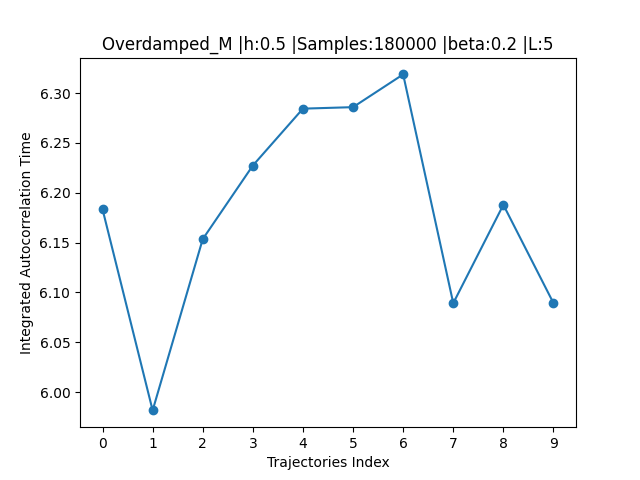 Overdamped_M |h:0.5 |Samples:180000 |beta:0.2 |L:5
Integrated Autocorrelation Time
6.30
6.25
6.20
6.15
6.10
6.05
6.00
0 1 2 3 4 5 6 7 8 9
Trajectories Index